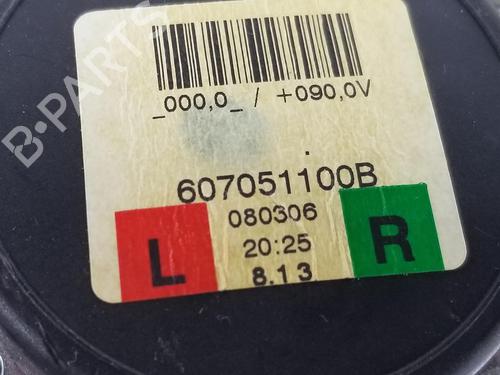 B-PARTS
_000,0_ / +090,0V
607051100B
080306
20:25
8.13
L
R